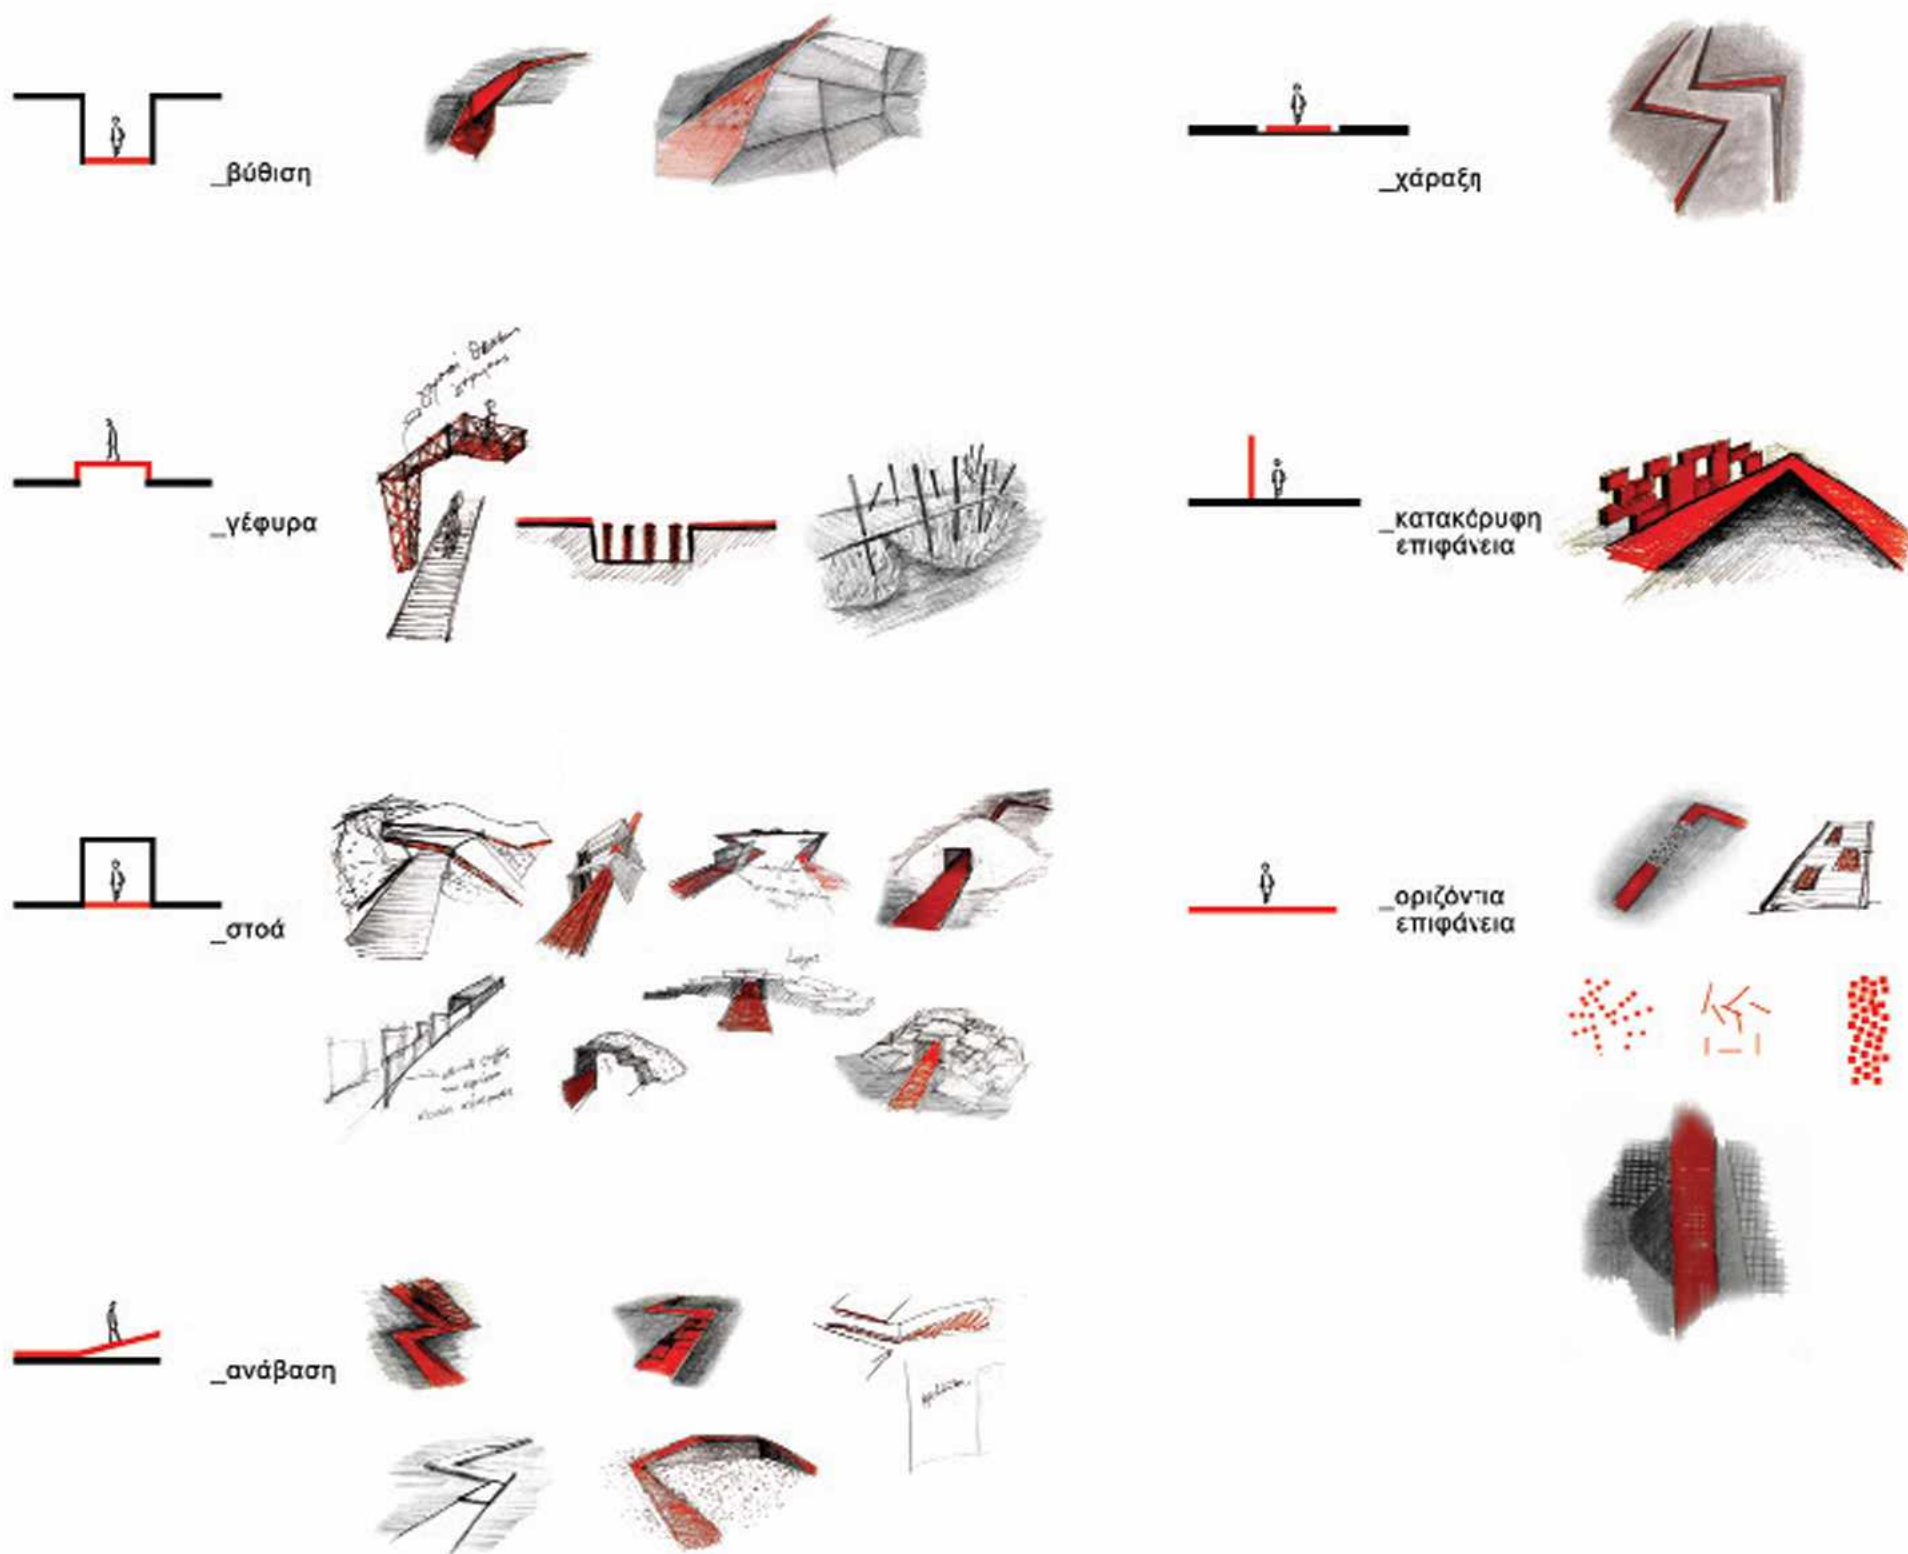 _βύθιση
_χάραξη
_γέφυρα
_κατακόρυφη
επιφάνεια
_στοά
_οριζόντια
επιφάνεια
_ανάβαση